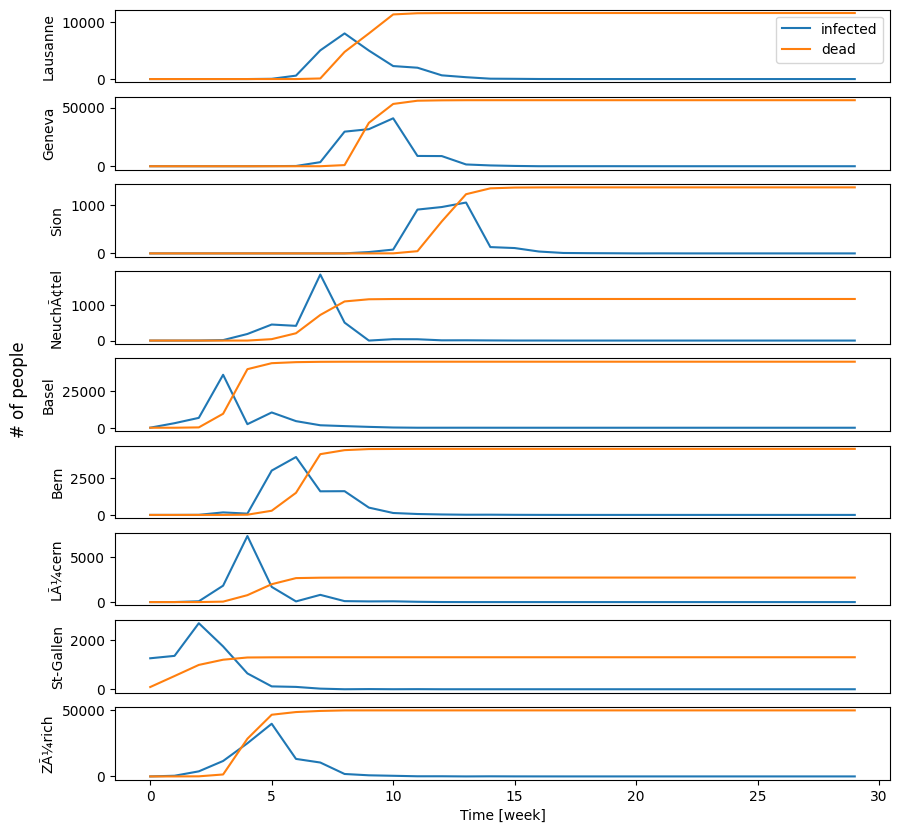 Lausanne
10000
0
infected
dead
Geneva
50000
0
Sion
1000
0
NeuchÃ¢tel
1000
0
# of people
Basel
25000
0
Bern
2500
0
LÃ¼cern
5000
0
St-Gallen
2000
0
ZÃ¼rich
50000
0
0 5 10 15 20 25 30
Time [week]